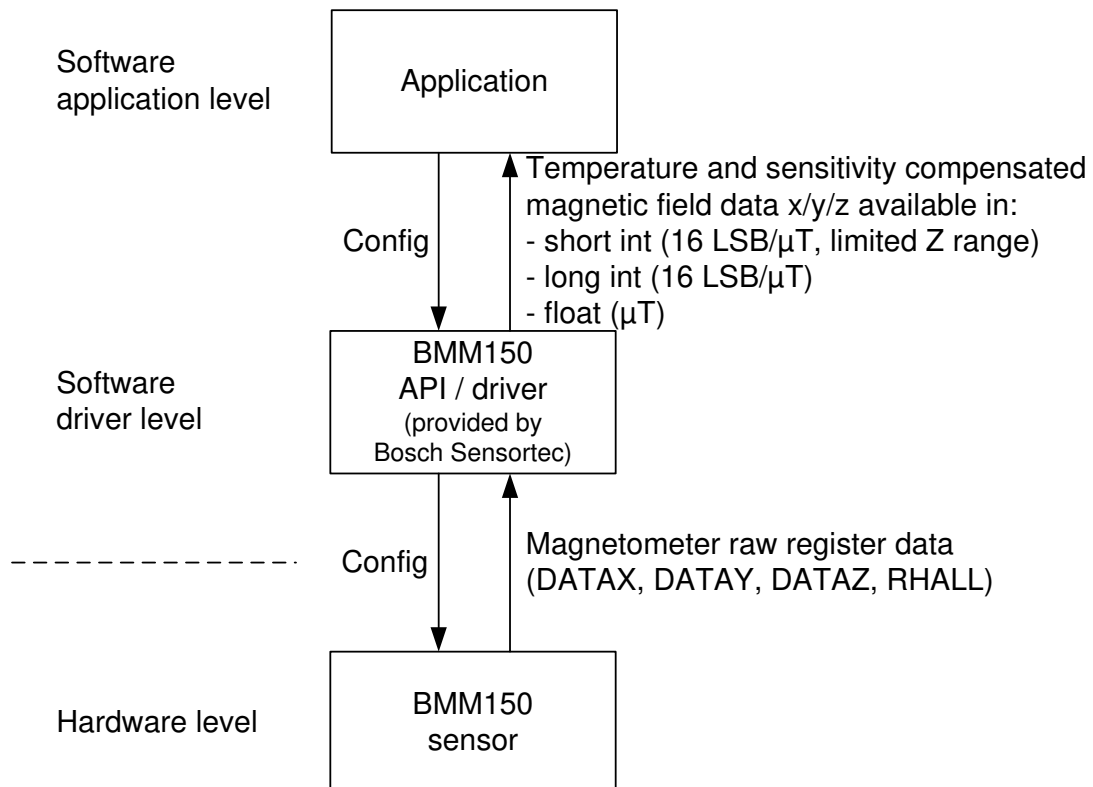 Software
application level
Application
Temperature and sensitivity compensated
magnetic field data x/y/z available in:
- short int (16 LSB/µT, limited Z range)
- long int (16 LSB/µT)
- float (µT)
Config
Software
driver level
BMM150
API / driver
(provided by
Bosch Sensortec)
Config
Magnetometer raw register data
(DATAX, DATAY, DATAZ, RHALL)
Hardware level
BMM150
sensor